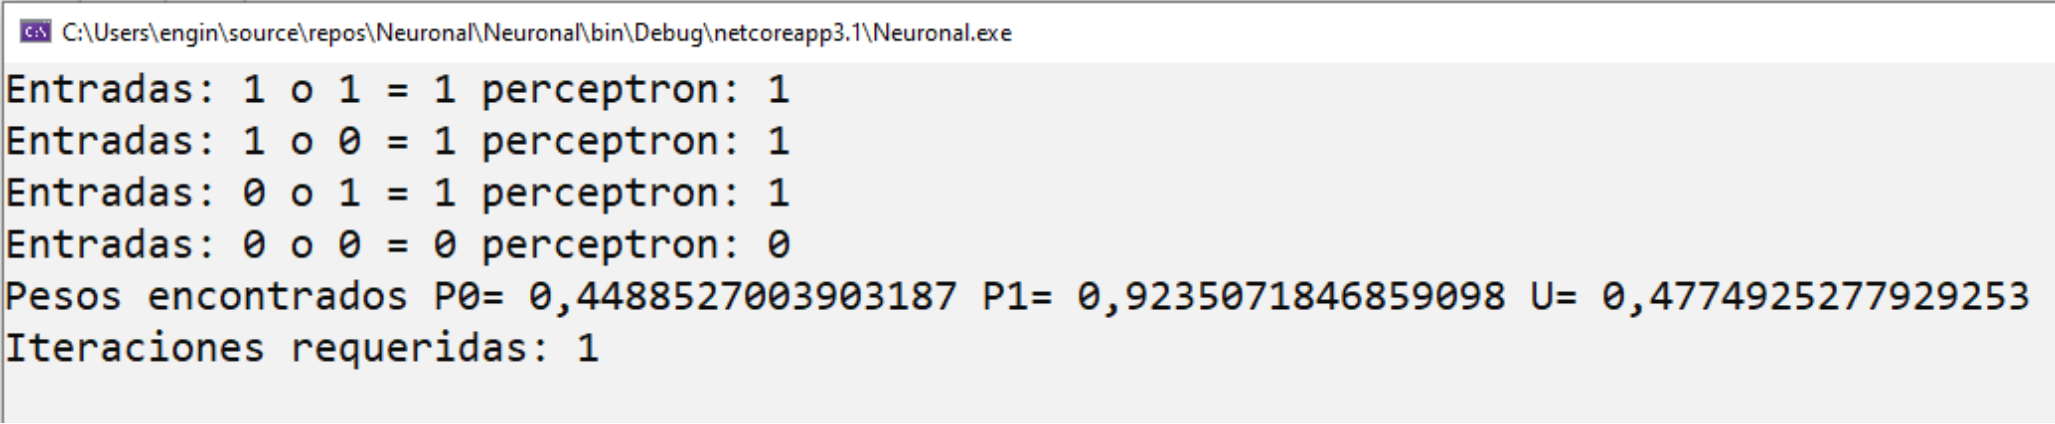 C:\Users\engin\source\repos\Neuronal\Neuronal\bin\Debug\netcoreapp3.1\Neuronal.exe
Entradas: 1 o 1 = 1 perceptron: 1
Entradas: 1 o 0 = 1 perceptron: 1
Entradas: 0 o 1 = 1 perceptron: 1
Entradas: 0 o 0 = 0 perceptron: 0
Pesos encontrados P0= 0,4488527003903187 P1= 0,9235071846859098 U= 0,4774925277929253
Iteraciones requeridas: 1